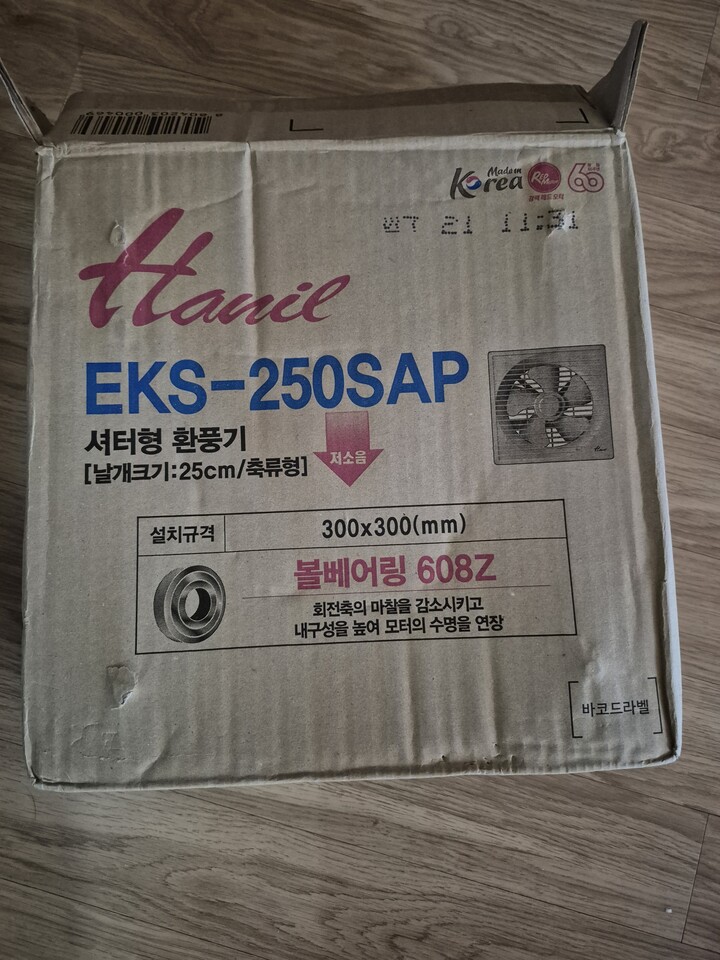 Made in
Korea
Hanil
EKS-250SAP
셔터형 환풍기
[날개크기:25cm/축류형]
저소음
Hanil
설치규격
300x300(mm)
볼베어링 608Z
회전축의 마찰을 감소시키고
내구성을 높여 모터의 수명을 연장
바코드라벨
21 11:31